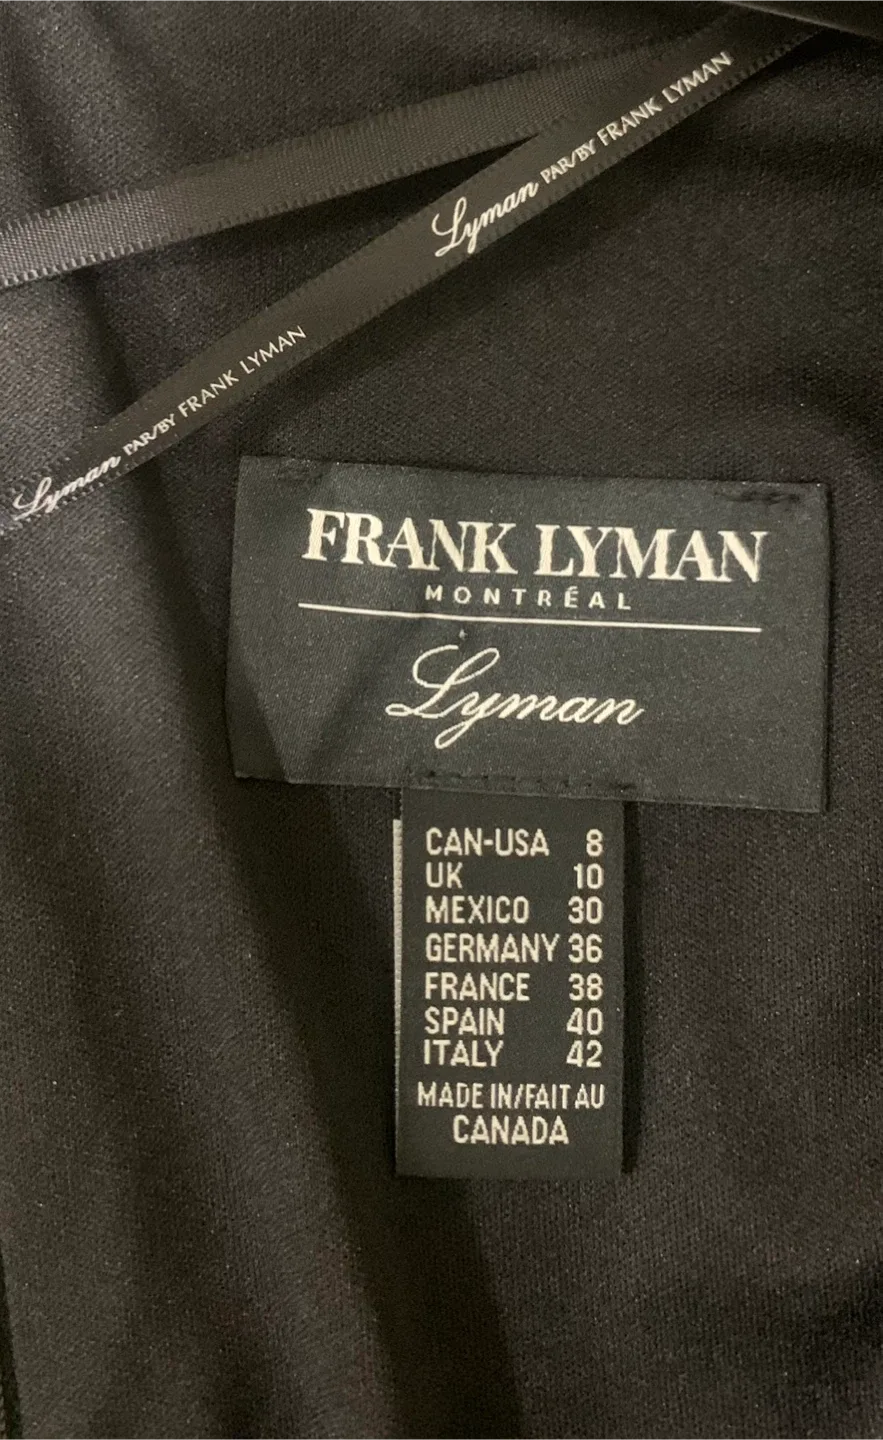 Lyman PAR/BY FRANK LYMAN
Lyman PAR/BY FRANK LYMAN
FRANK LYMAN
MONTRÉAL
Lyman
CAN-USA 8
UK 10
MEXICO 30
GERMANY 36
FRANCE 38
SPAIN 40
ITALY 42
MADE IN/FAIT AU
CANADA